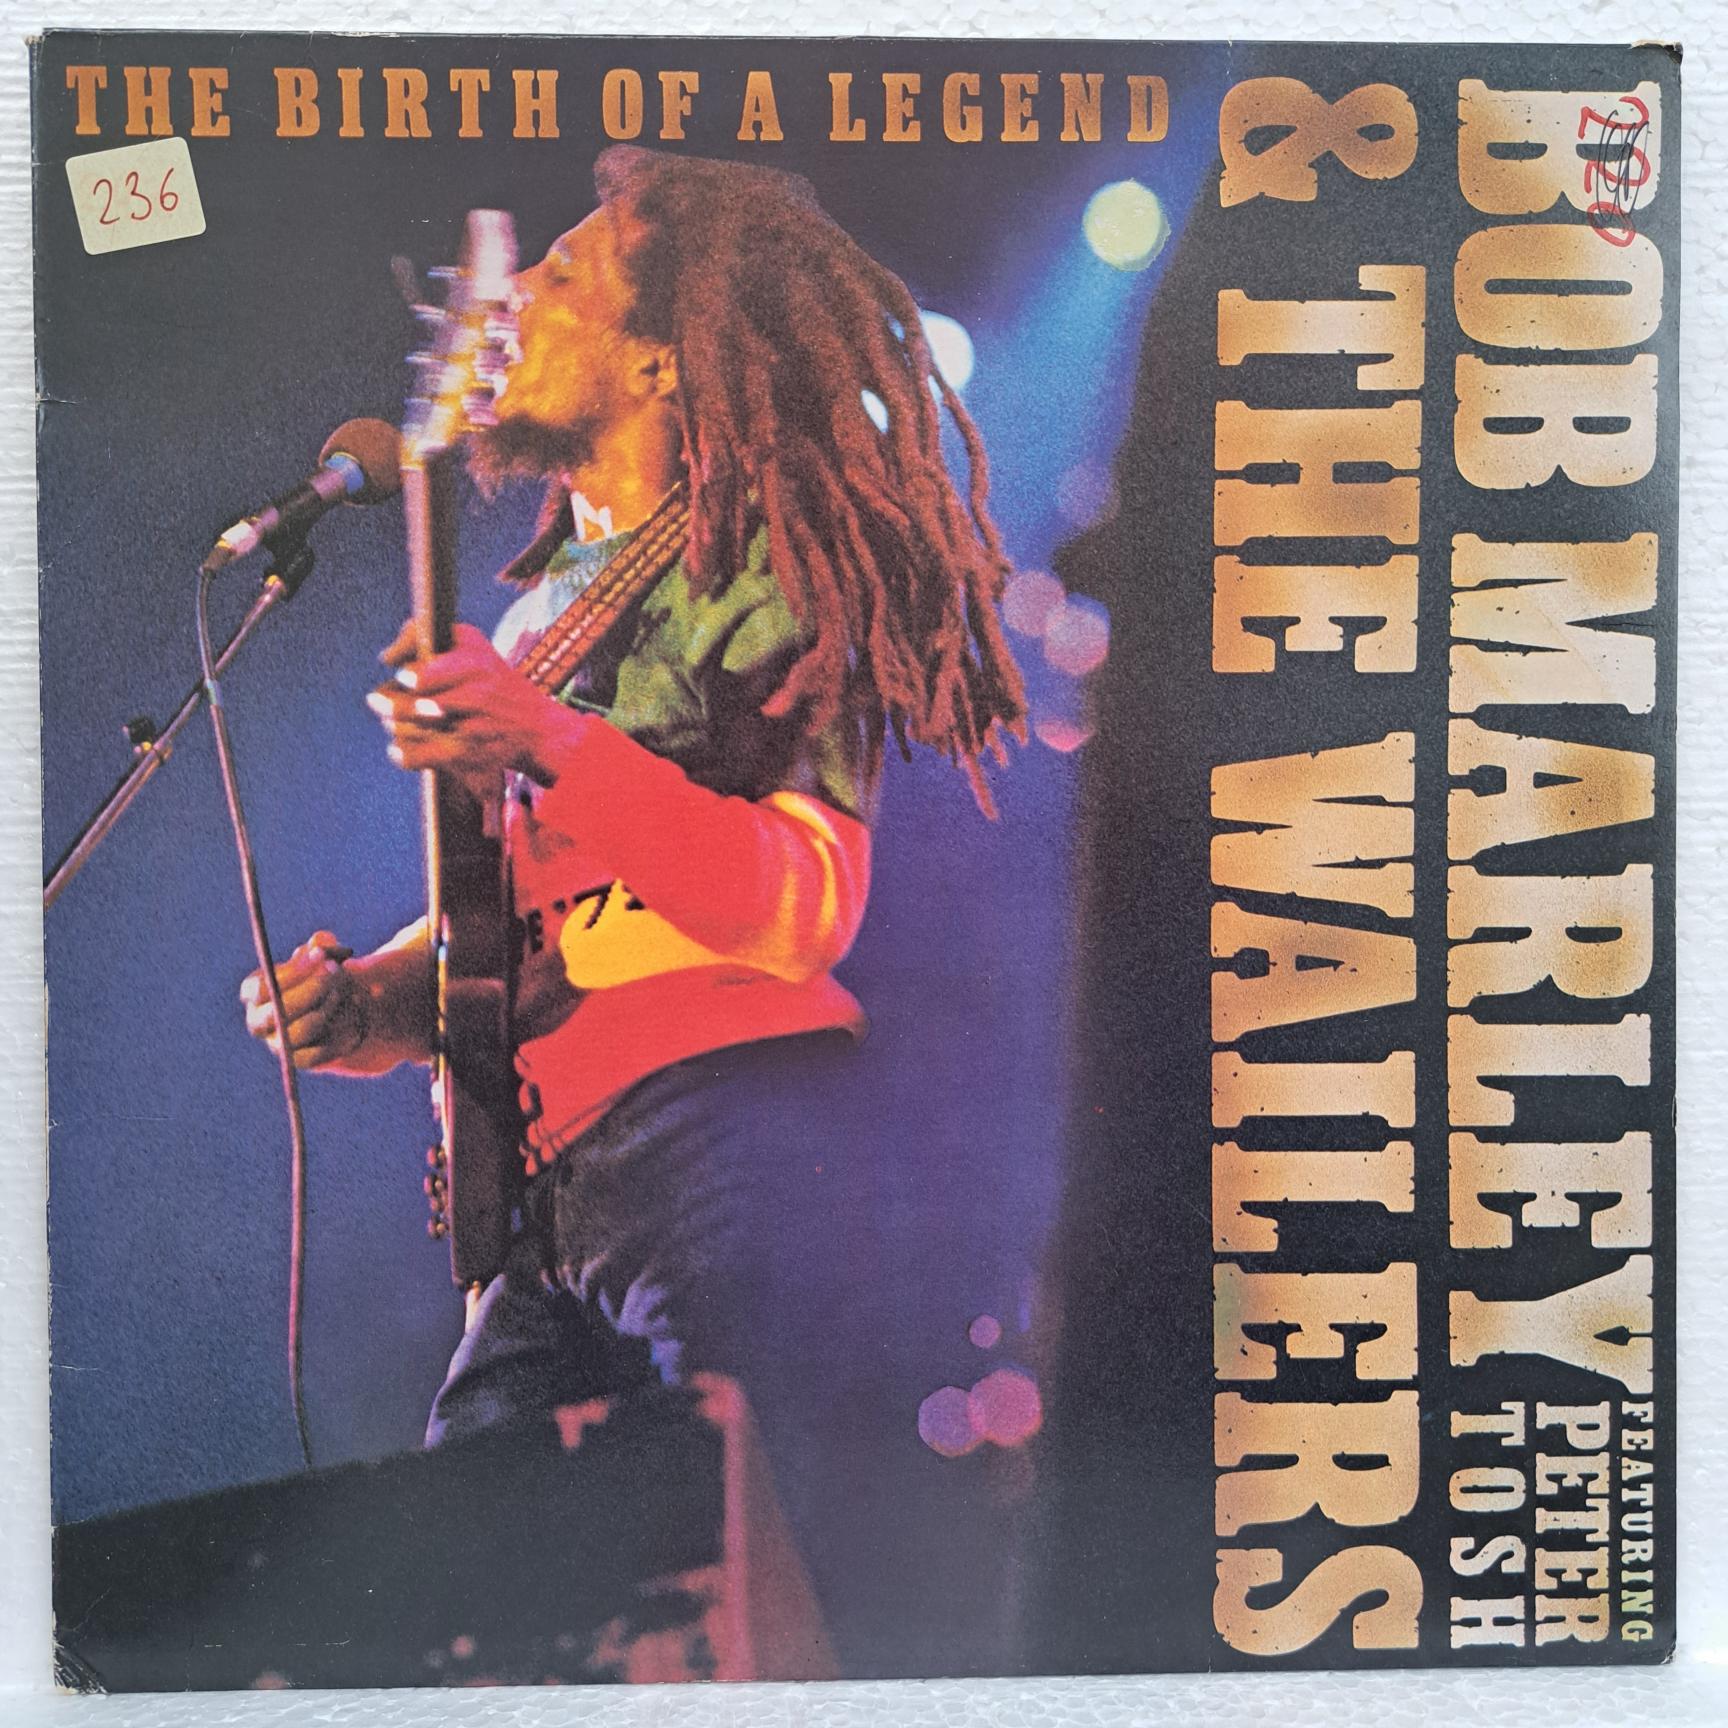 THE BIRTH OF A LEGEND
236
BOB MARLEY
& THE WAILERS
FEATURING
PETER
TOSH